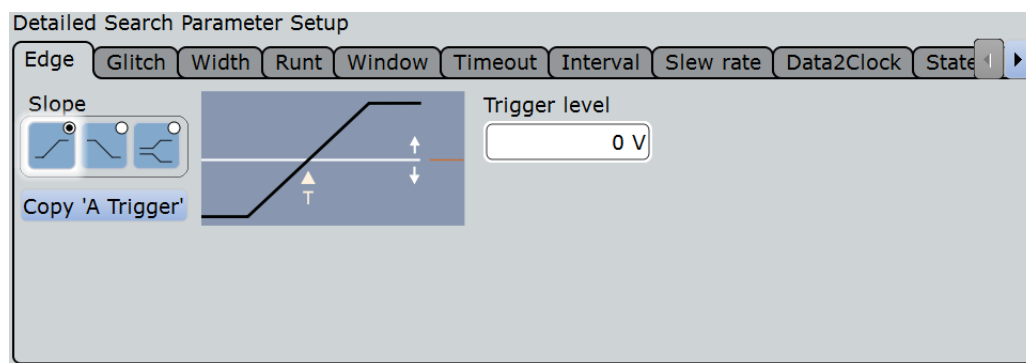 Detailed Search Parameter Setup
Edge Glitch Width Runt Window Timeout Interval Slew rate Data2Clock State
Slope Trigger level
0 V
T
Copy 'A Trigger'